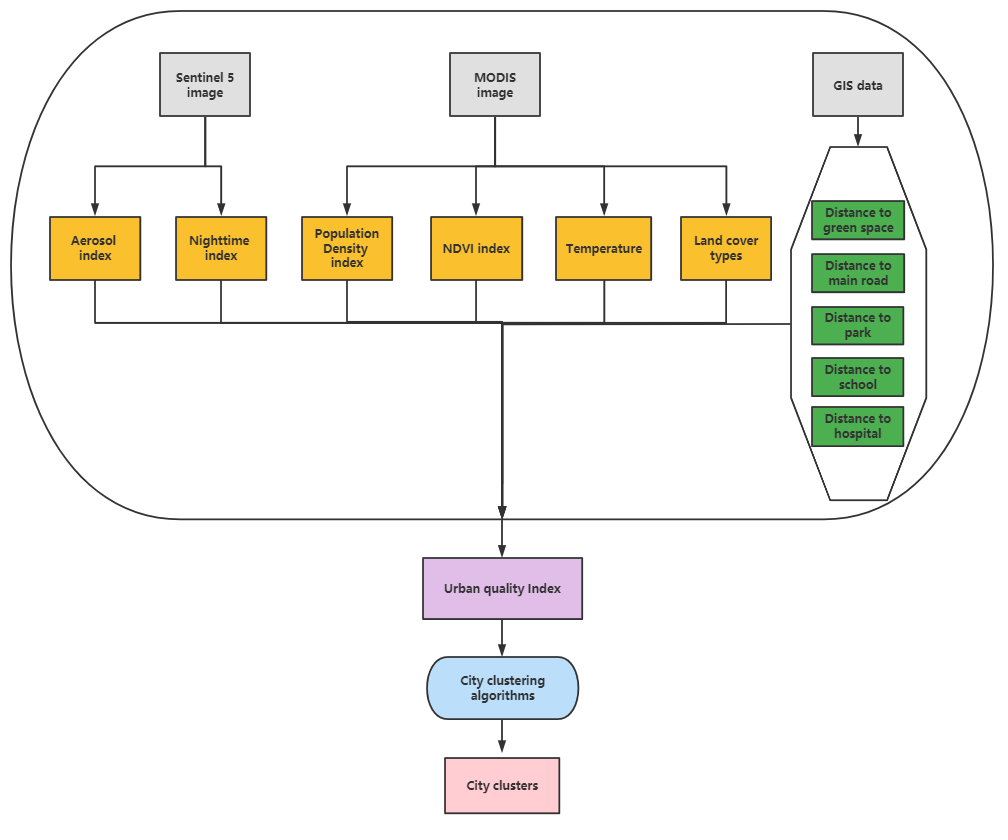 Sentinel 5
image
MODIS
image
GIS data
Aerosol
index
Nighttime
index
Population
Density
index
NDVI index
Temperature
Land cover
types
Distance to
green space
Distance to
main road
Distance to
park
Distance to
school
Distance to
hospital
Urban quality Index
City clustering
algorithms
City clusters